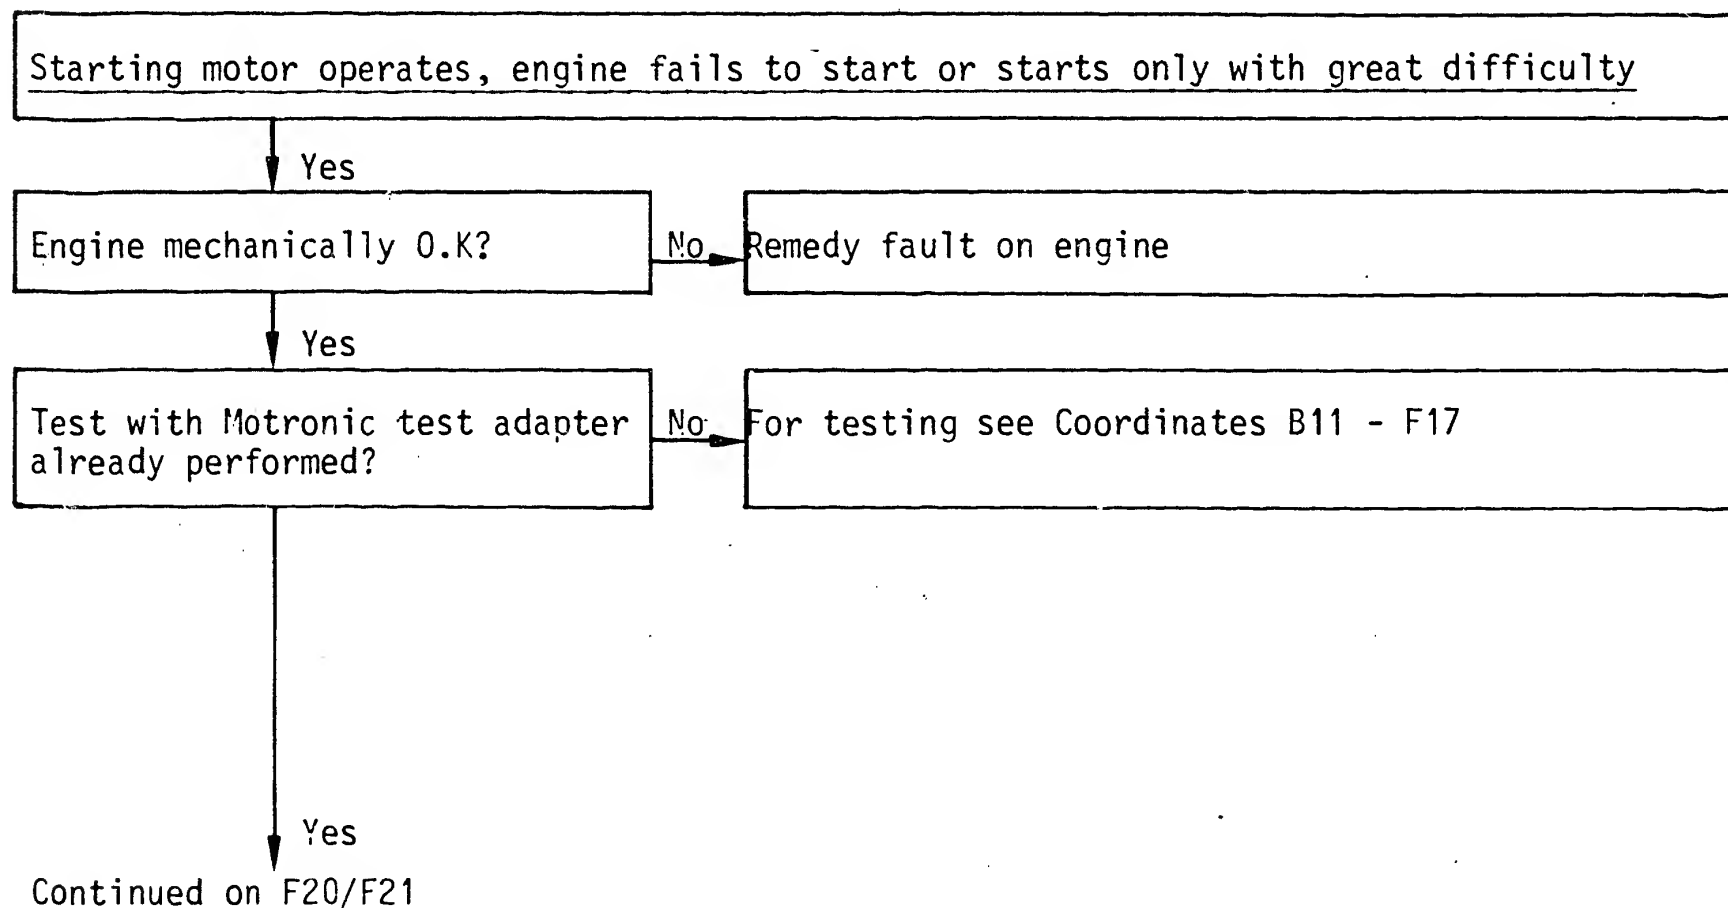 Starting motor operates, engine fails to start or starts only with great difficulty
Yes
Engine mechanically O.K?
No
Remedy fault on engine
Yes
Test with Motronic test adapter
already performed?
No
For testing see Coordinates B11 - F17
Yes
Continued on F20/F21